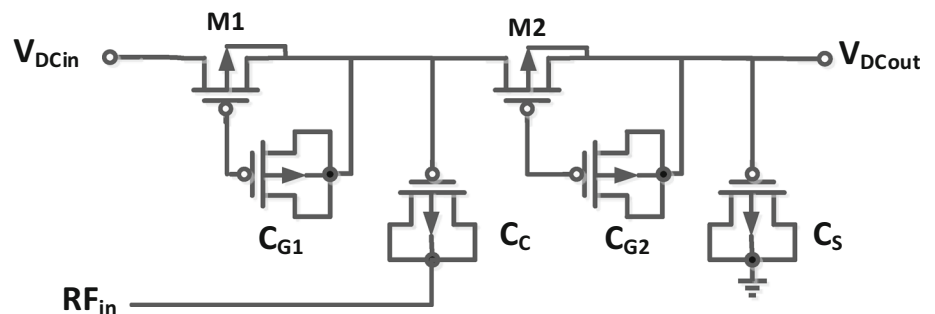 M1
M2
V_DCin
V_DCout
C_G1
C_C
C_G2
C_S
RF_in